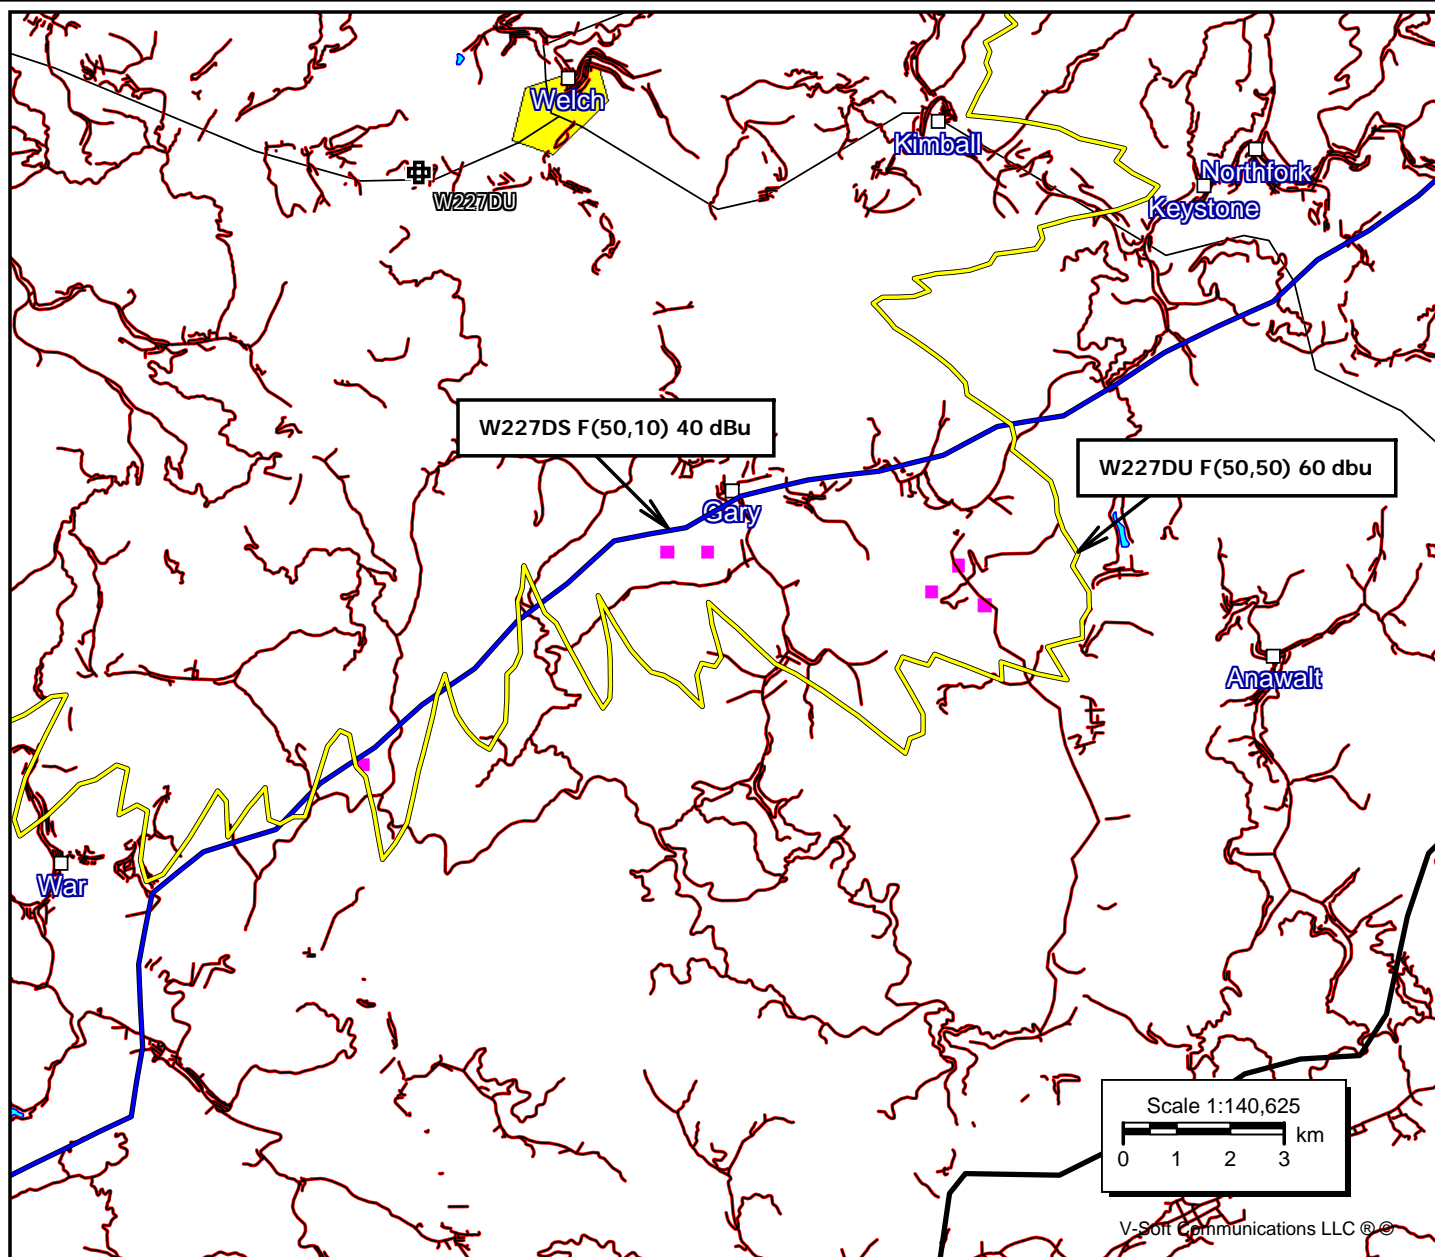 Welch
Kimball
Northfork
W227DU
Keystone
W227DS F(50,10) 40 dBu
W227DU F(50,50) 60 dbu
Gary
Anawalt
War
Scale 1:140,625
km
0 1 2 3
V-Soft Communications LLC ® ©